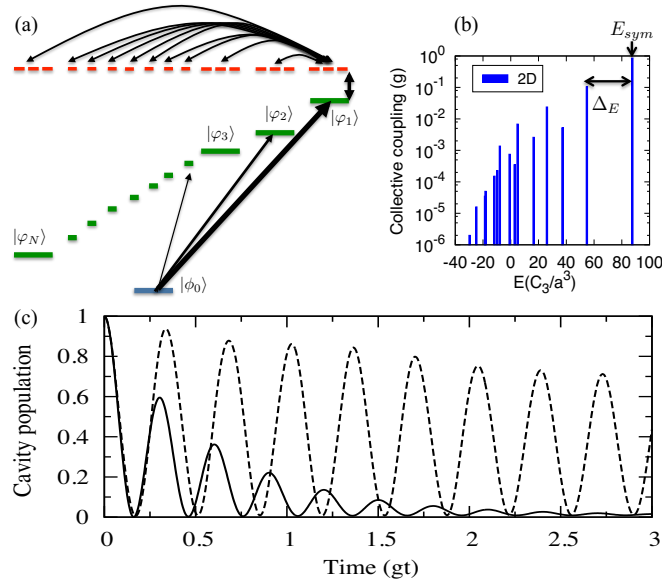 (a)
|φ₁⟩
|φ₂⟩
|φ₃⟩
|φ_N⟩
|ϕ₀⟩
(b)
E_sym
Collective coupling (g)
10⁰
10⁻¹
10⁻²
10⁻³
10⁻⁴
10⁻⁵
10⁻⁶
2D
Δ_E
-40 -20 0 20 40 60 80 100
E(C₃/a³)
(c)
Cavity population
1
0.8
0.6
0.4
0.2
0
0 0.5 1 1.5 2 2.5 3
Time (gt)